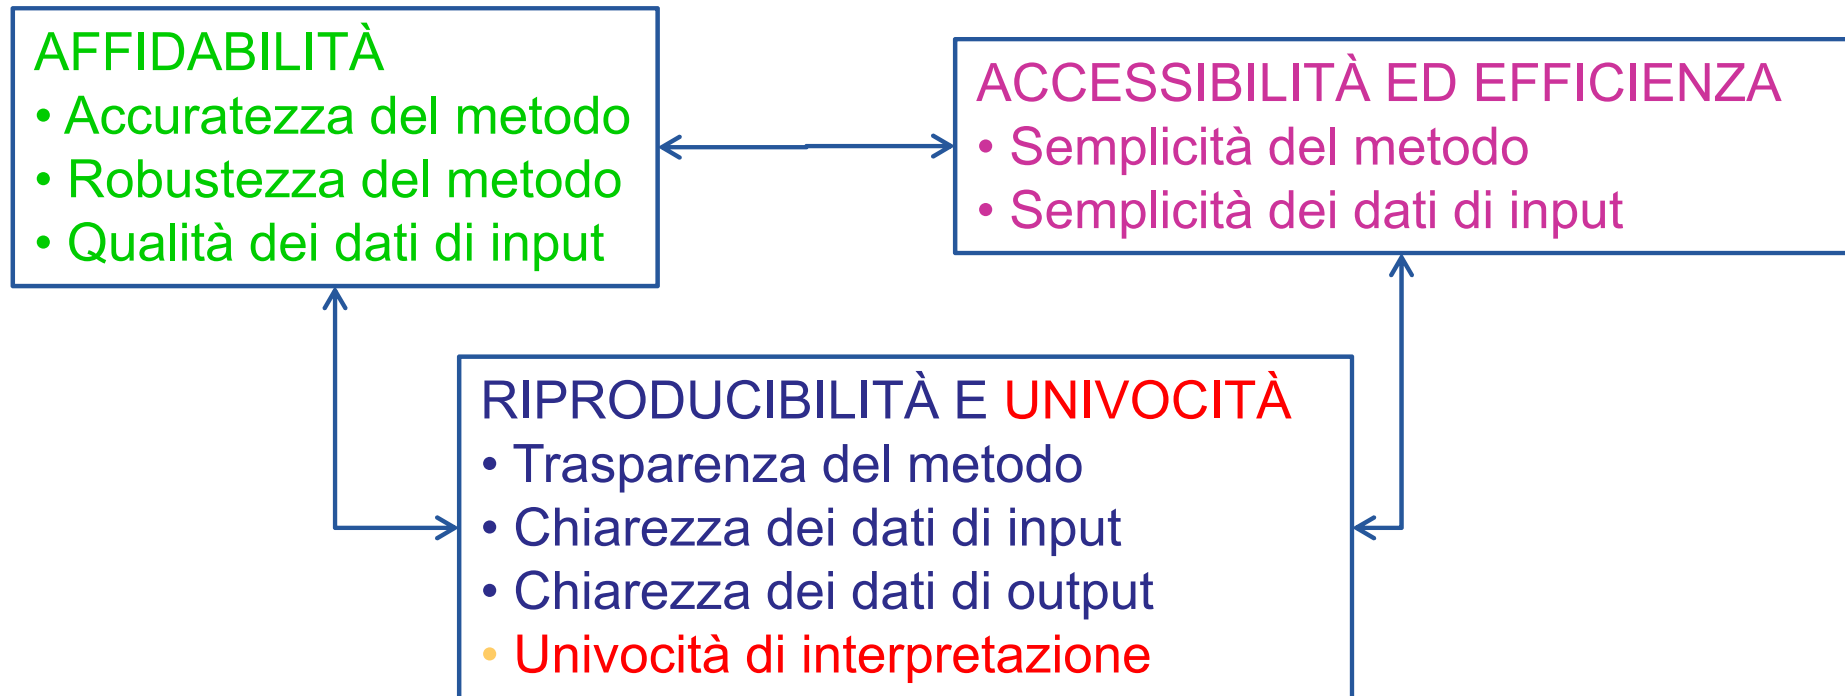 AFFIDABILITÀ
• Accuratezza del metodo
• Robustezza del metodo
• Qualità dei dati di input
ACCESSIBILITÀ ED EFFICIENZA
• Semplicità del metodo
• Semplicità dei dati di input
RIPRODUCIBILITÀ E UNIVOCITÀ
• Trasparenza del metodo
• Chiarezza dei dati di input
• Chiarezza dei dati di output
• Univocità di interpretazione